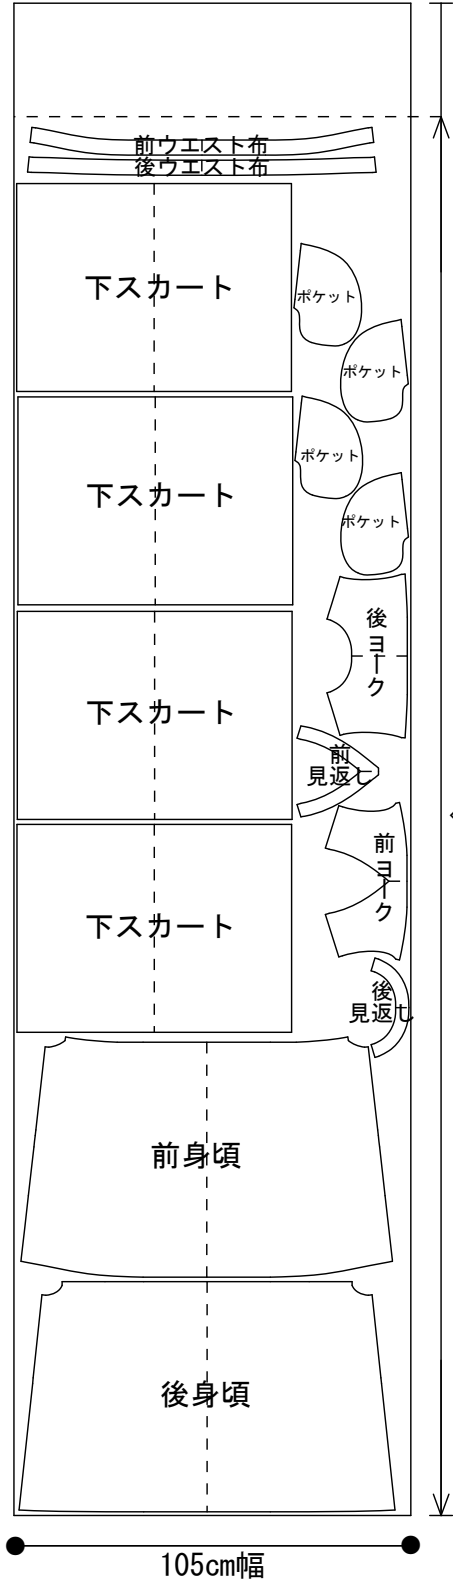 前ウエスト布
後ウエスト布
下スカート
ポケット
ポケット
下スカート
ポケット
ポケット
下スカート
後ヨーク
前
見返し
下スカート
前ヨーク
後
見返し
前身頃
後身頃
105cm幅